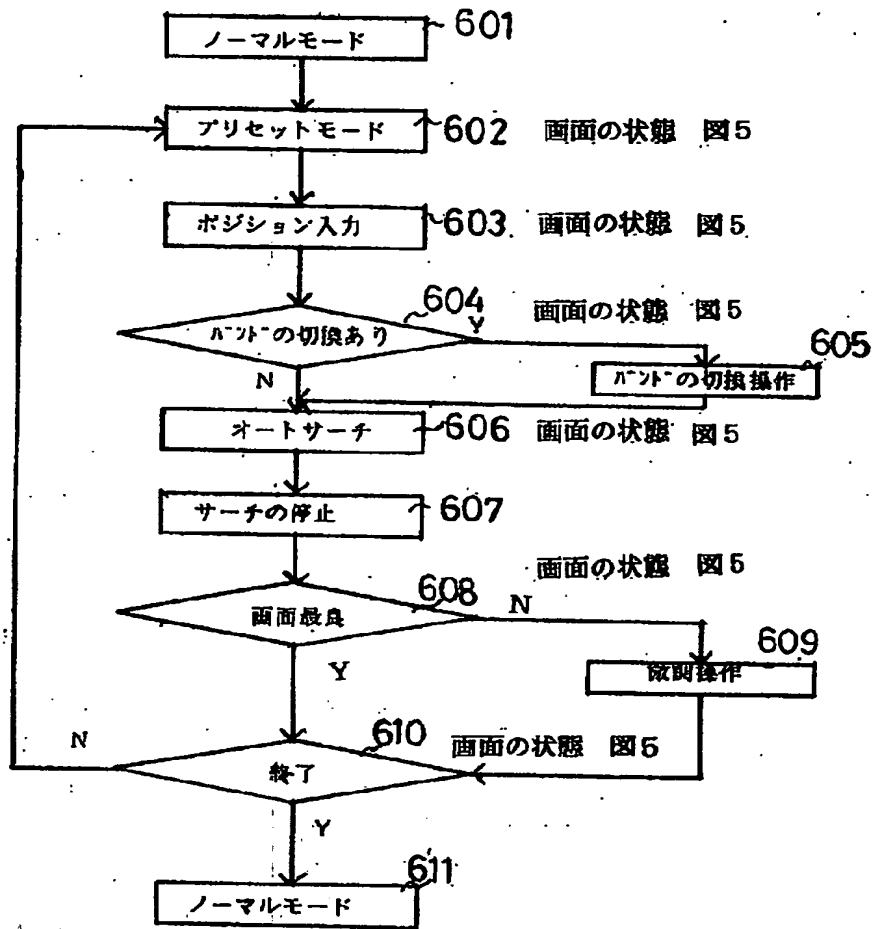 ノーマルモード 601
プリセットモード 602 画面の状態 図5
ポジション入力 603 画面の状態 図5
604 画面の状態 図5
バンドの切換あり Y
605
バンドの切換操作
N
オートサーチ 606 画面の状態 図5
サーチの停止 607
画面の状態 図5
608
画面最良 N
609
微調操作
Y
N 610 画面の状態 図5
終了
Y
611
ノーマルモード